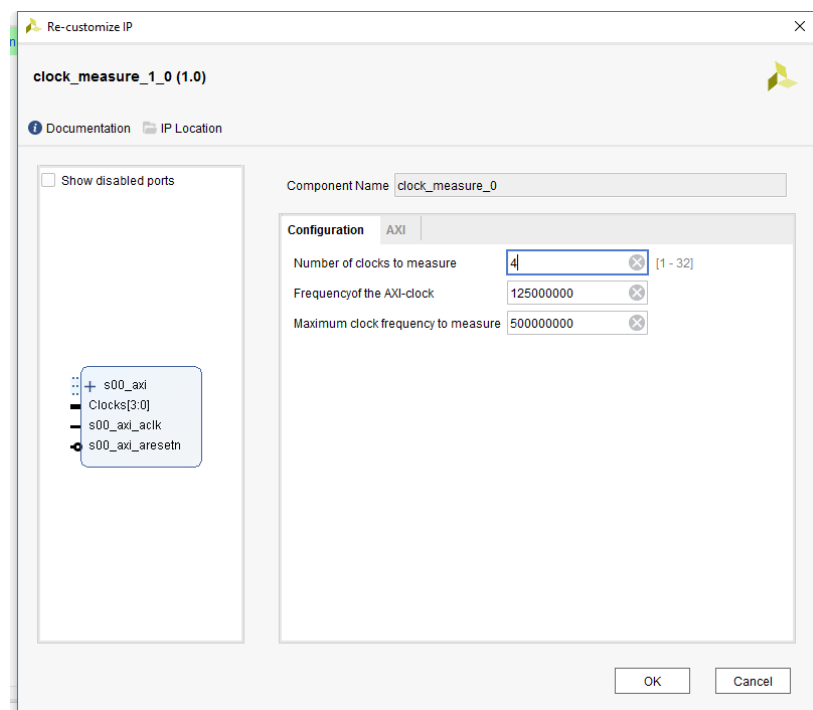 Re-customize IP
clock_measure_1_0 (1.0)
Documentation IP Location
Show disabled ports
s00_axi
Clocks[3:0]
s00_axi_aclk
s00_axi_aresetn
Component Name clock_measure_0
Configuration AXI
Number of clocks to measure 4 [1 - 32]
Frequencyof the AXI-clock 125000000
Maximum clock frequency to measure 500000000
OK Cancel